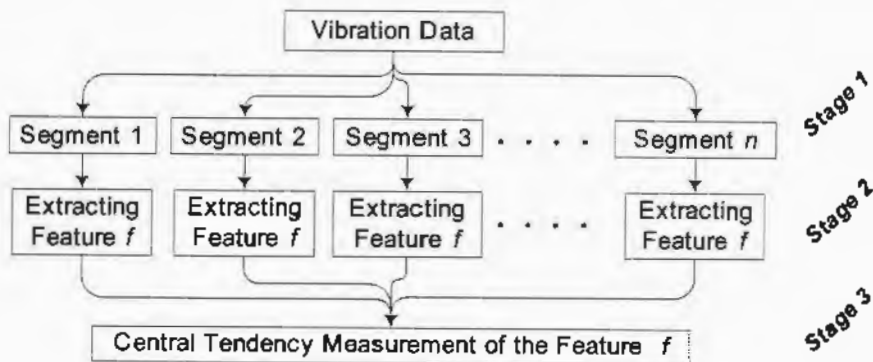 Vibration Data
Stage 1
Segment 1
Segment 2
Segment 3
. . . .
Segment n
Stage 2
Extracting
Feature f
Extracting
Feature f
Extracting
Feature f
. . . .
Extracting
Feature f
Stage 3
Central Tendency Measurement of the Feature f